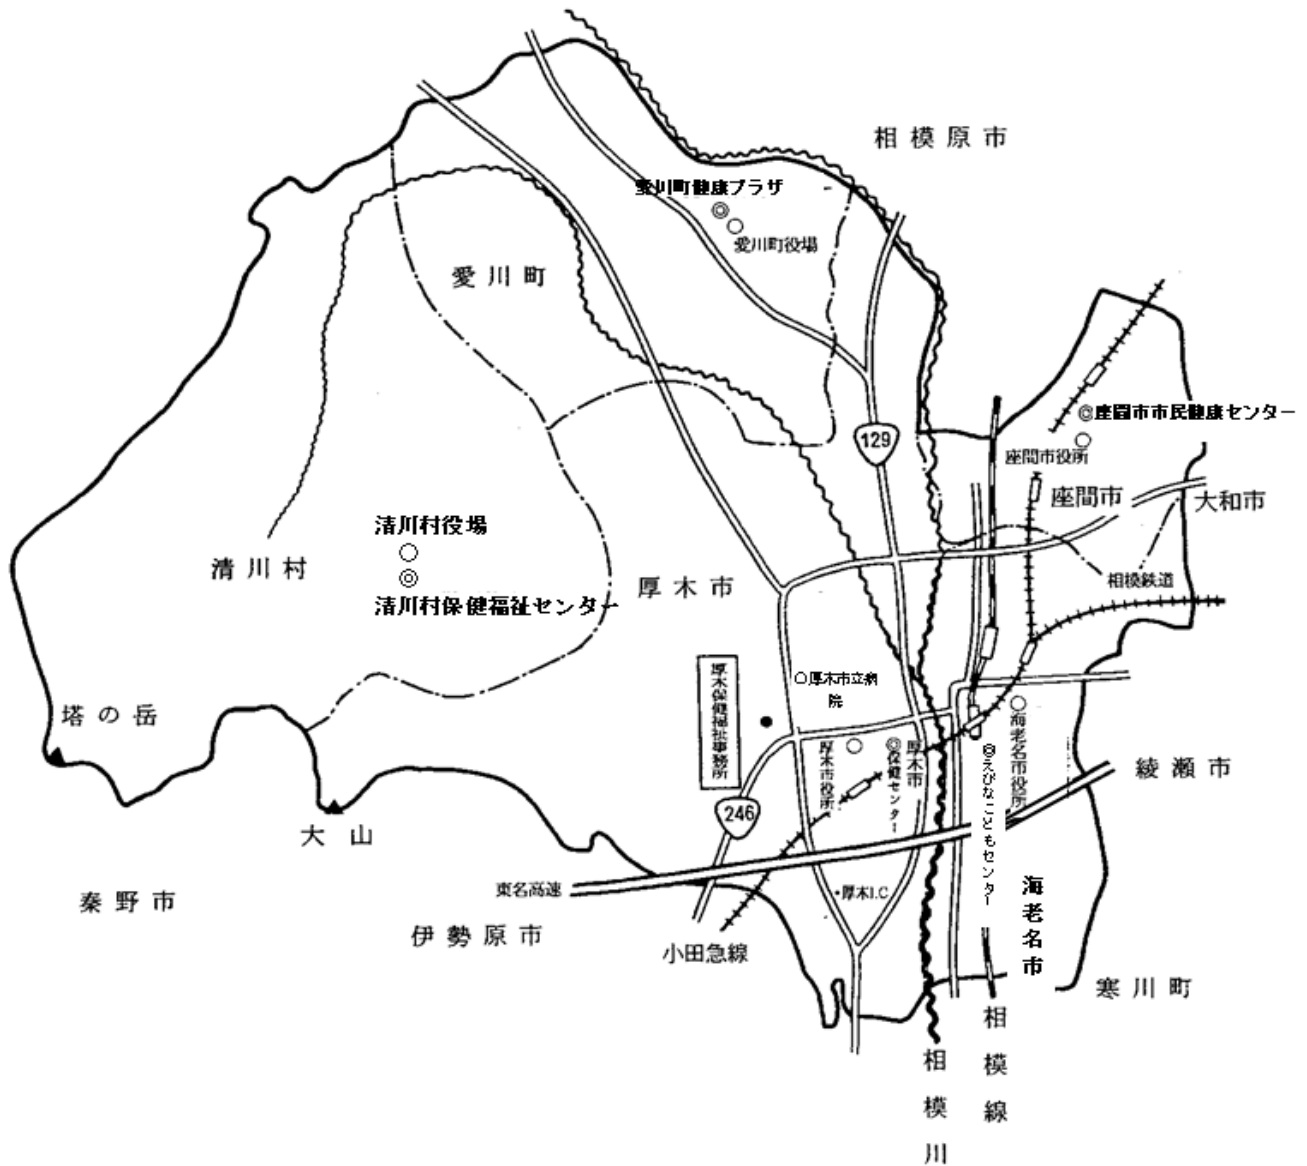 相模原市
愛川町健康プラザ
愛川町役場
愛川町
129
座間市市民健康センター
座間市役所
座間市
大和市
清川村役場
清川村
清川村保健福祉センター
厚木市
相模鉄道
厚木保健福祉事務所
厚木市立病
院
塔の岳
海老名市役所
厚木市役所
厚木市
保健センター
えびなこどもセンター
綾瀬市
246
大山
東名高速
厚木I.C
秦野市
伊勢原市
小田急線
海老名市
寒川町
相模線
相模川